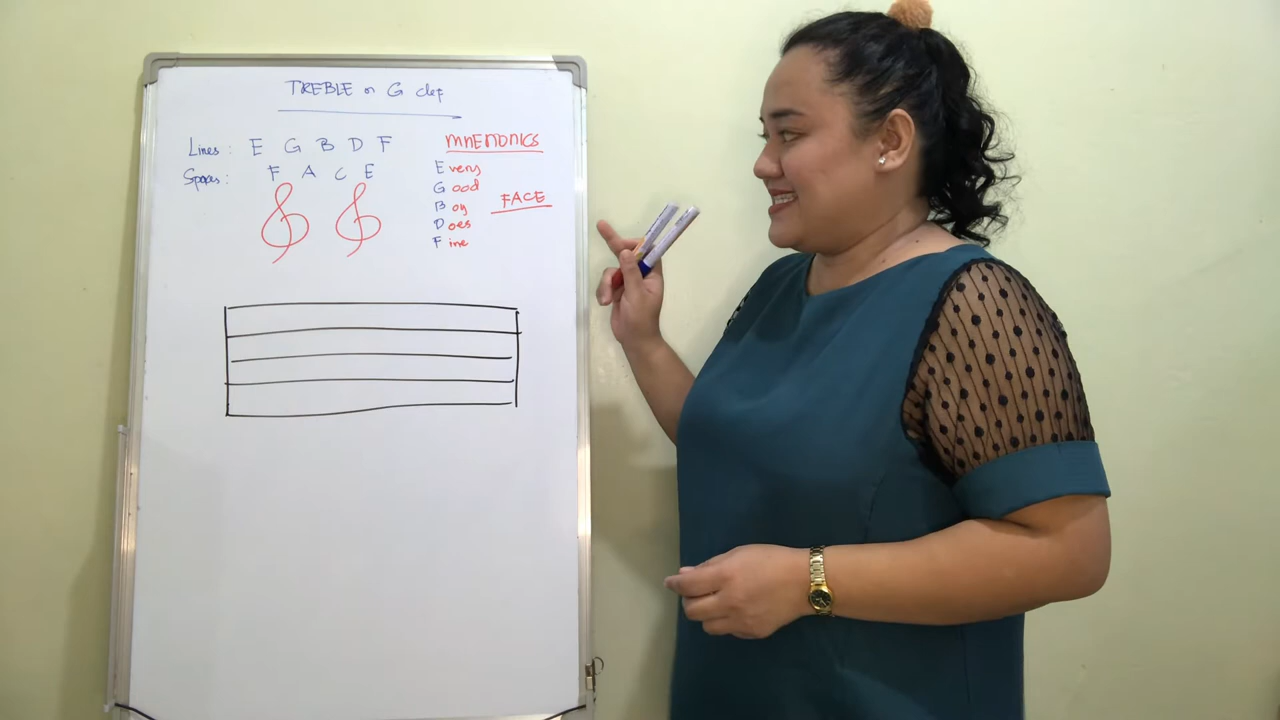 TREBLE or G clef
Lines: E G B D F
Spaces: F A C E
MNEMONICS
Every
Good
Boy
Does
Fine
FACE